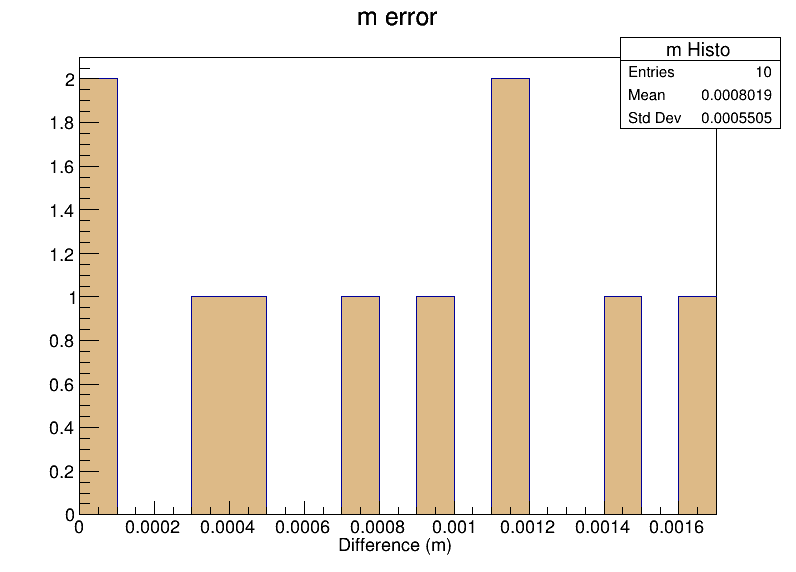 m error
m Histo
Entries 10
Mean 0.0008019
Std Dev 0.0005505
2
1.8
1.6
1.4
1.2
1
0.8
0.6
0.4
0.2
0
0 0.0002 0.0004 0.0006 0.0008 0.001 0.0012 0.0014 0.0016
Difference (m)